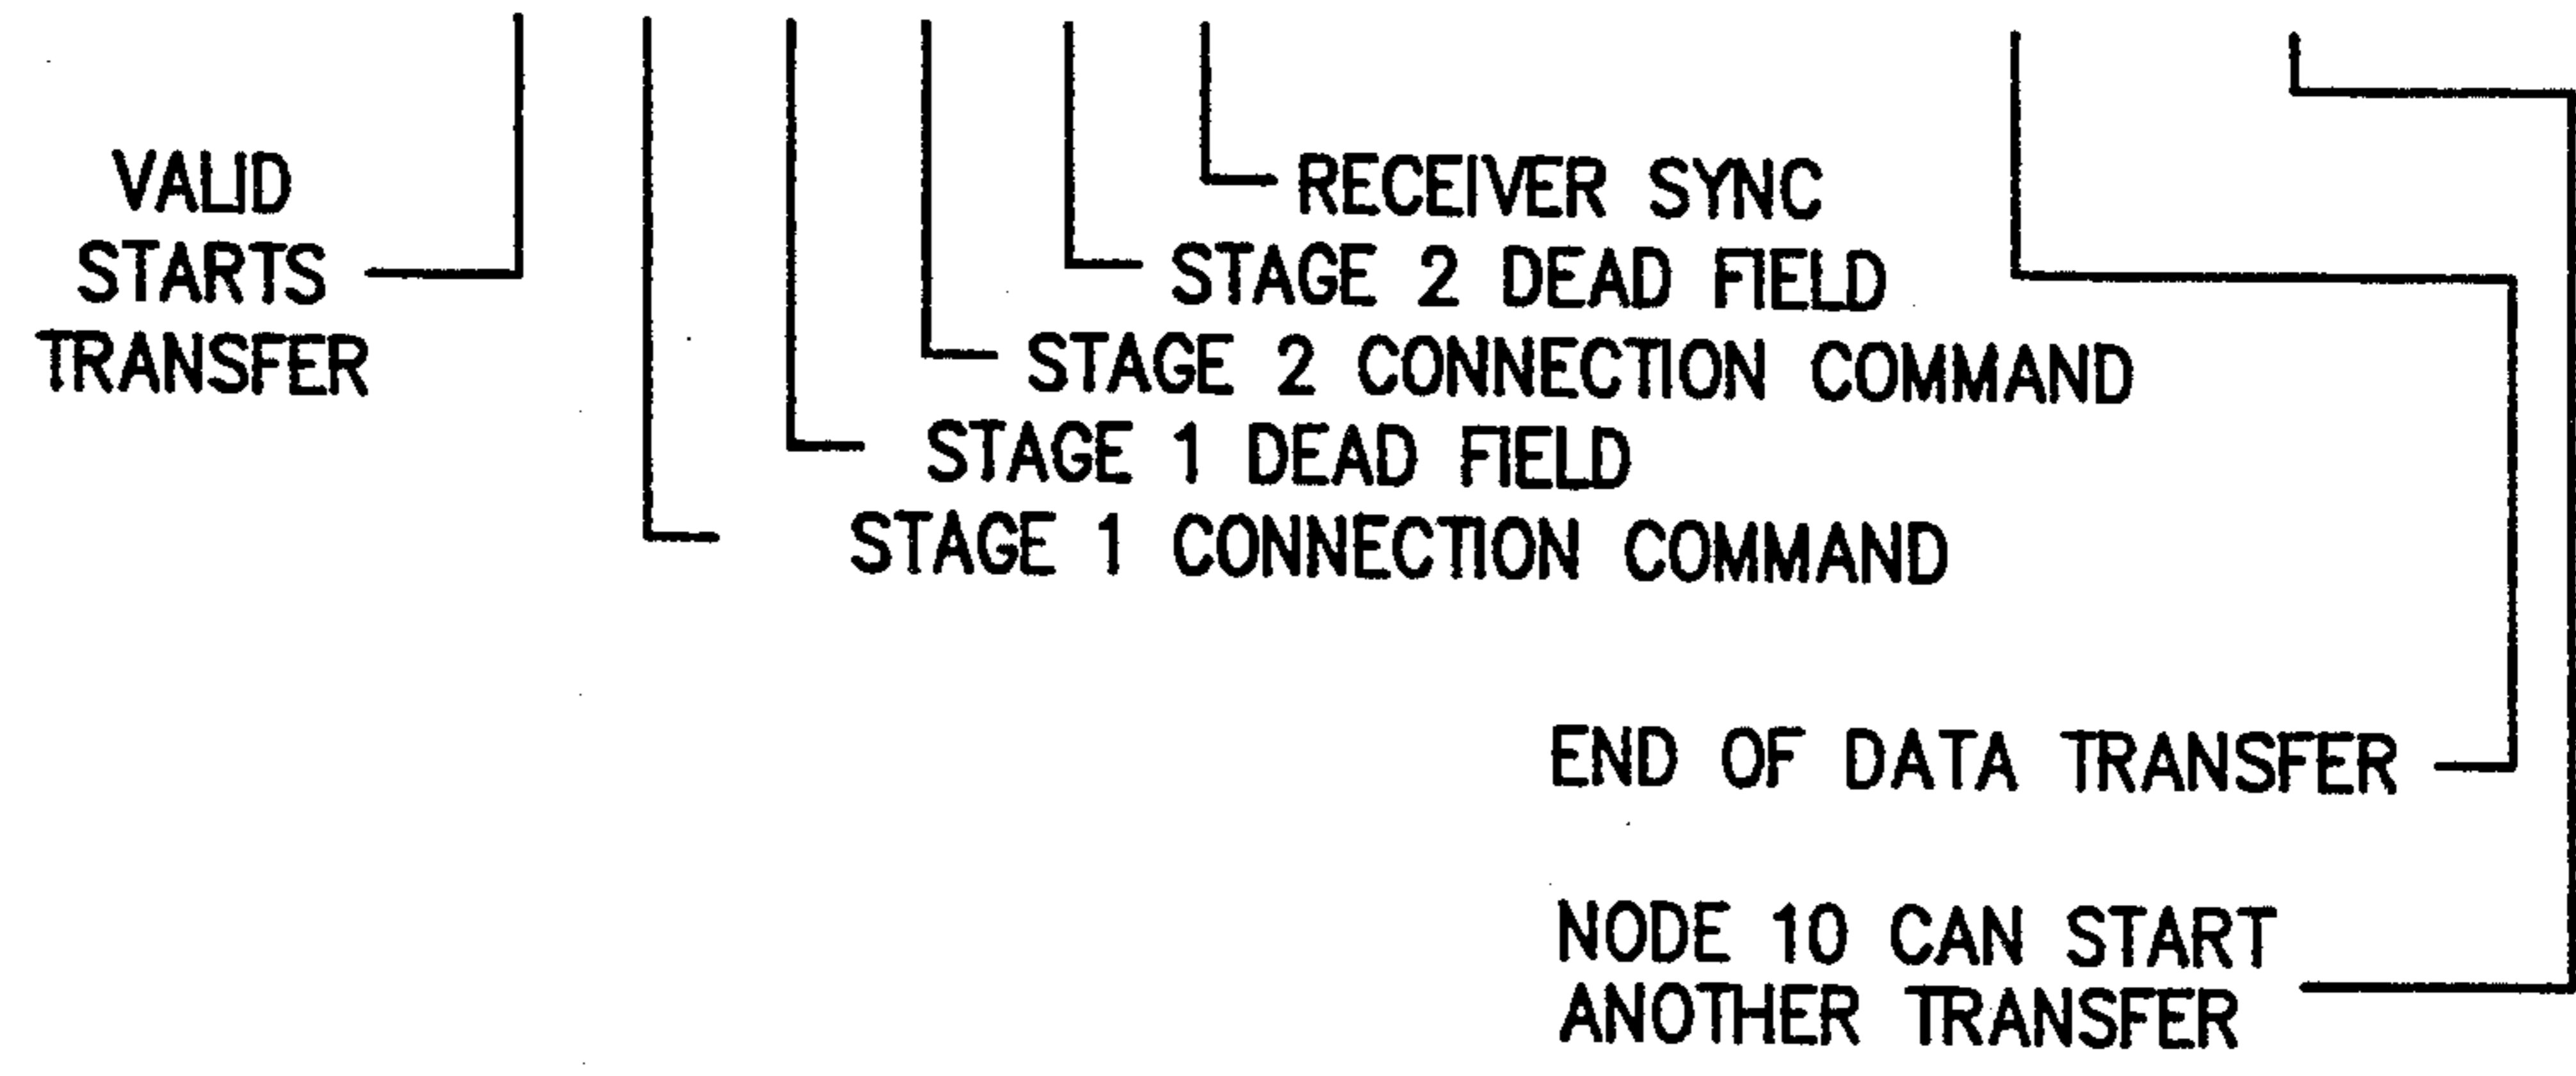 VALID
STARTS
TRANSFER
RECEIVER SYNC
STAGE 2 DEAD FIELD
STAGE 2 CONNECTION COMMAND
STAGE 1 DEAD FIELD
STAGE 1 CONNECTION COMMAND
END OF DATA TRANSFER
NODE 10 CAN START
ANOTHER TRANSFER